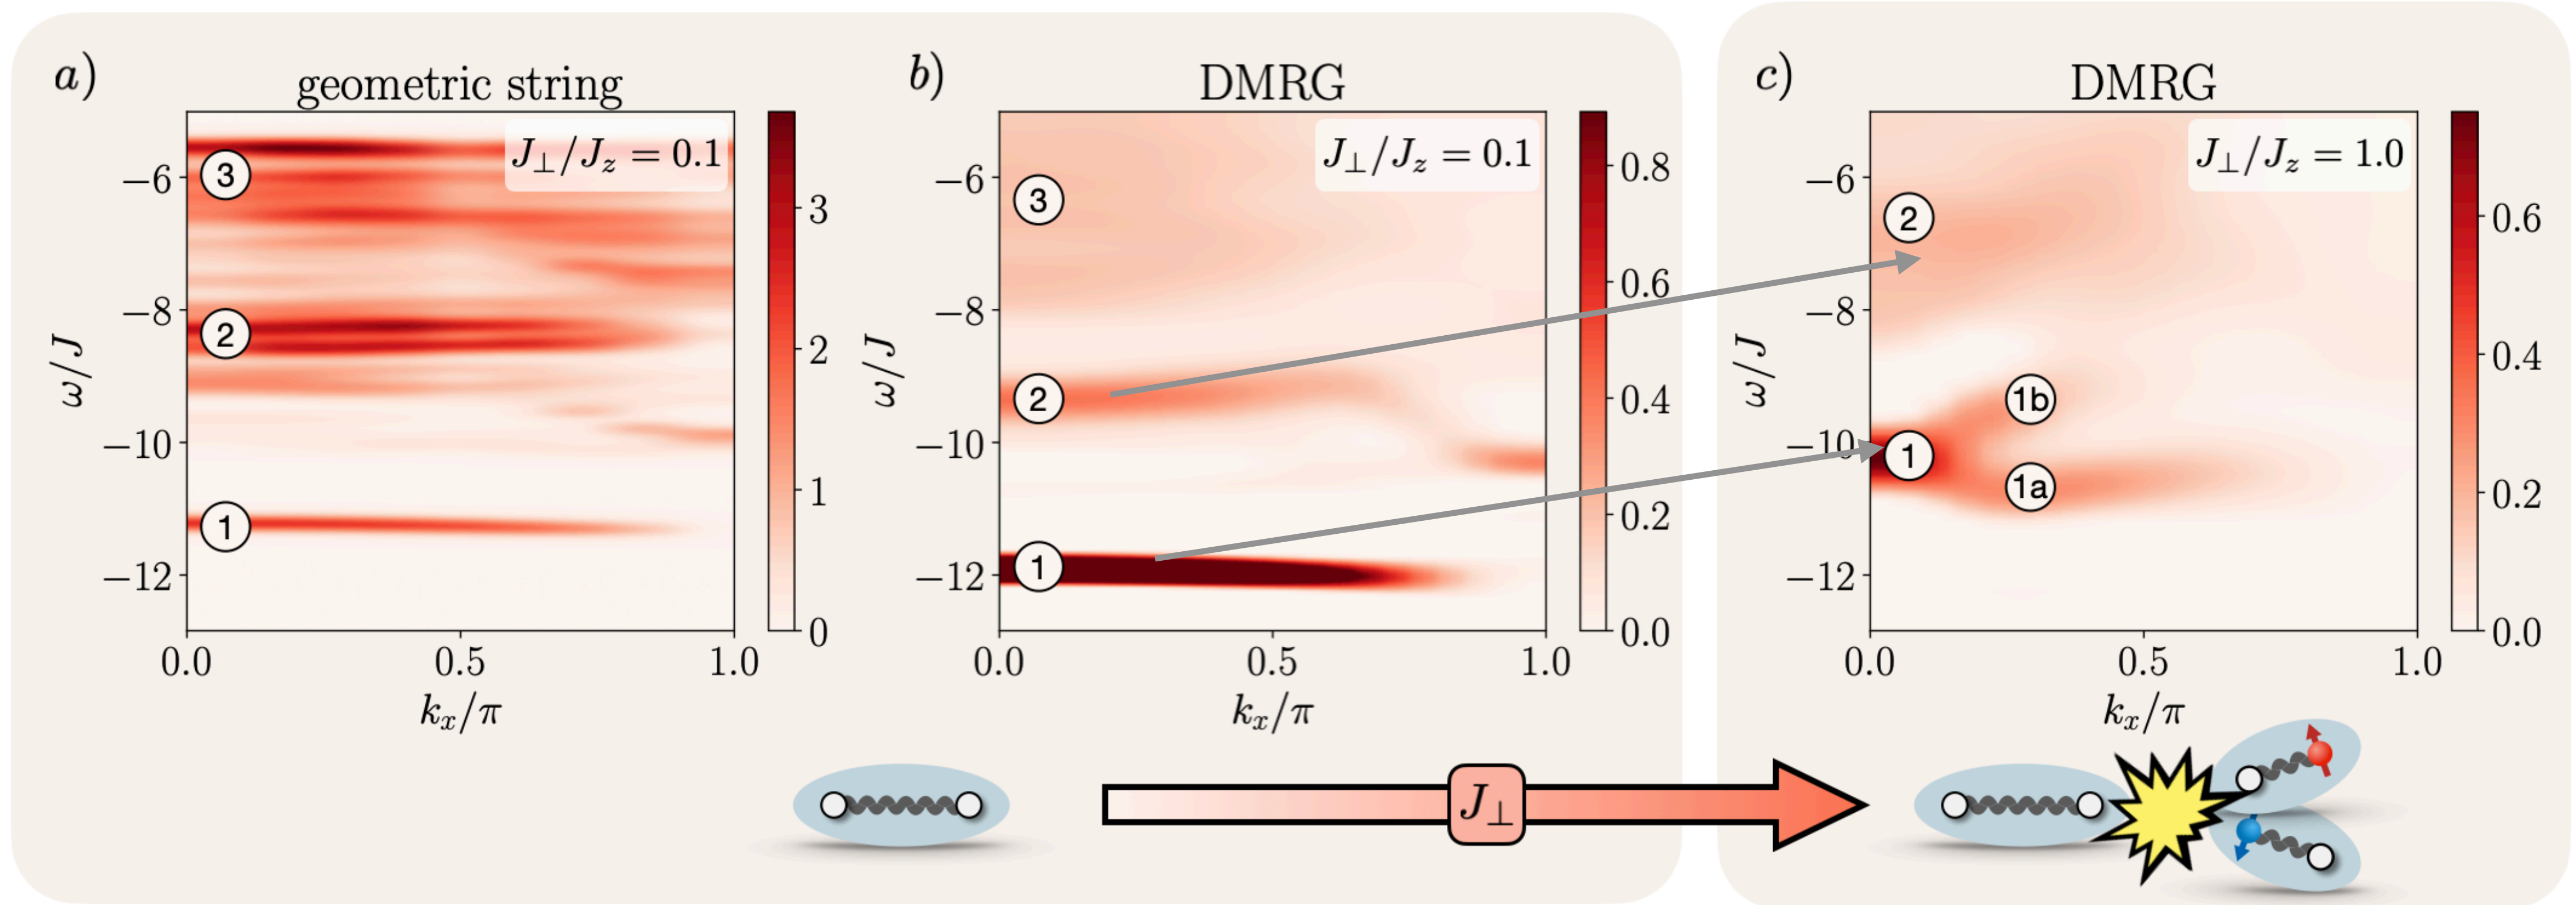 a)
geometric string
J⊥/Jz = 0.1
ω/J
−6
−8
−10
−12
3
2
1
0.0
0.5
1.0
kx/π
3
2
1
0
b)
DMRG
J⊥/Jz = 0.1
ω/J
−6
−8
−10
−12
3
2
1
0.0
0.5
1.0
kx/π
0.8
0.6
0.4
0.2
0.0
c)
DMRG
J⊥/Jz = 1.0
ω/J
−6
−8
−10
−12
2
1b
1
1a
0.0
0.5
1.0
kx/π
0.6
0.4
0.2
0.0
J⊥